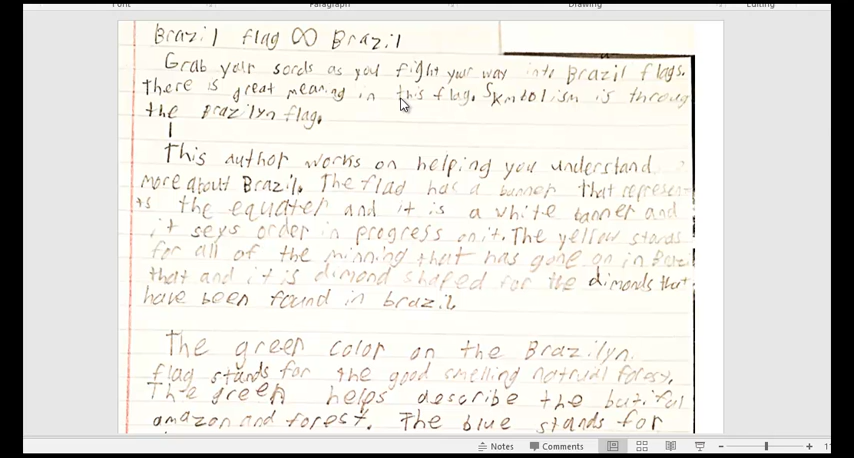 Font Paragraph Drawing Editing
Brazil flag Brazil
Grab your sords as you fight your way into Brazil flags.
there is great meaning in this flag. Skmbolism is throug
the Brazilyn flag.
This author works on helping you understand
more about Brazil. The flag has a banner that represen
ts the equater and it is a white banner and
it seys order in progress on it. The yellow stands
for all of the minning that has gone on in Brazil
that and it is dimond shaped for the dimonds that
have been found in brazil.
The green color on the Brazilyn
flag stands for the good smelling natrual forest.
The green helps describe the butiful
amazon and forest. The blue stands for
Notes Comments